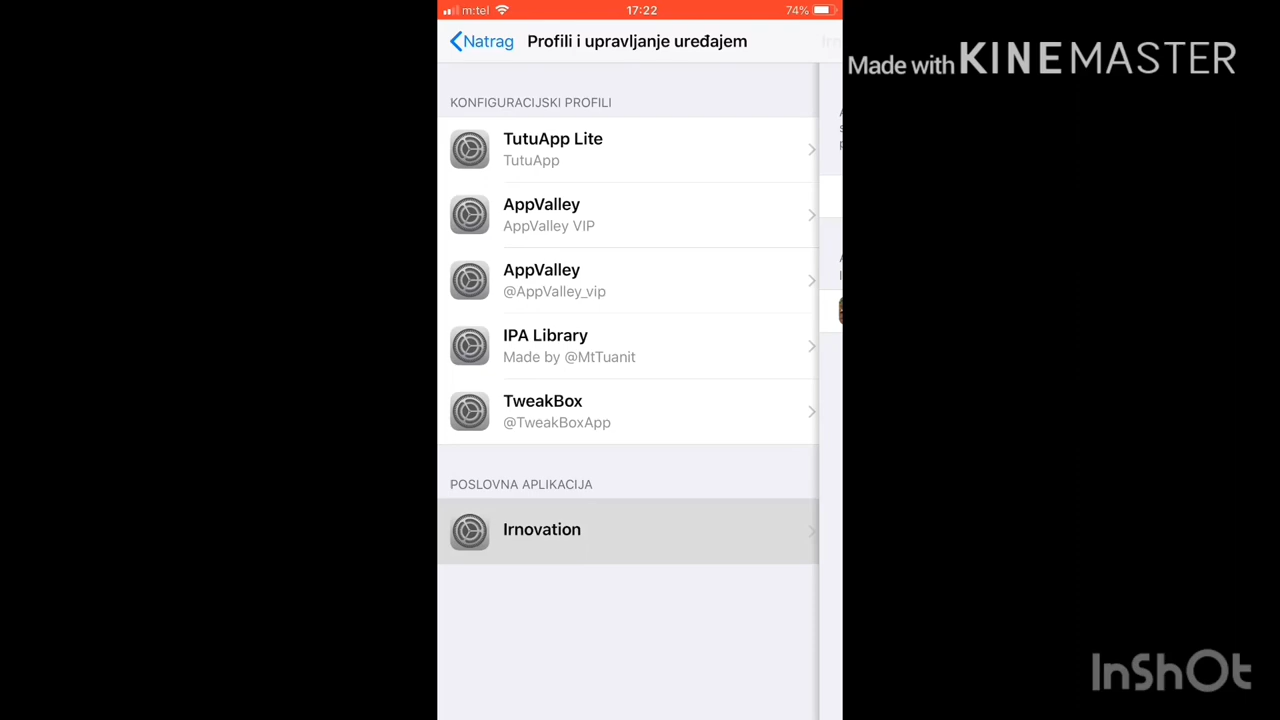 m:tel 17:22 74%
Natrag Profili i upravljanje uređajem
Made with KINEMASTER
KONFIGURACIJSKI PROFILI
TutuApp Lite
TutuApp
AppValley
AppValley VIP
AppValley
@AppValley_vip
IPA Library
Made by @MtTuanit
TweakBox
@TweakBoxApp
POSLOVNA APLIKACIJA
Irnovation
InShOt